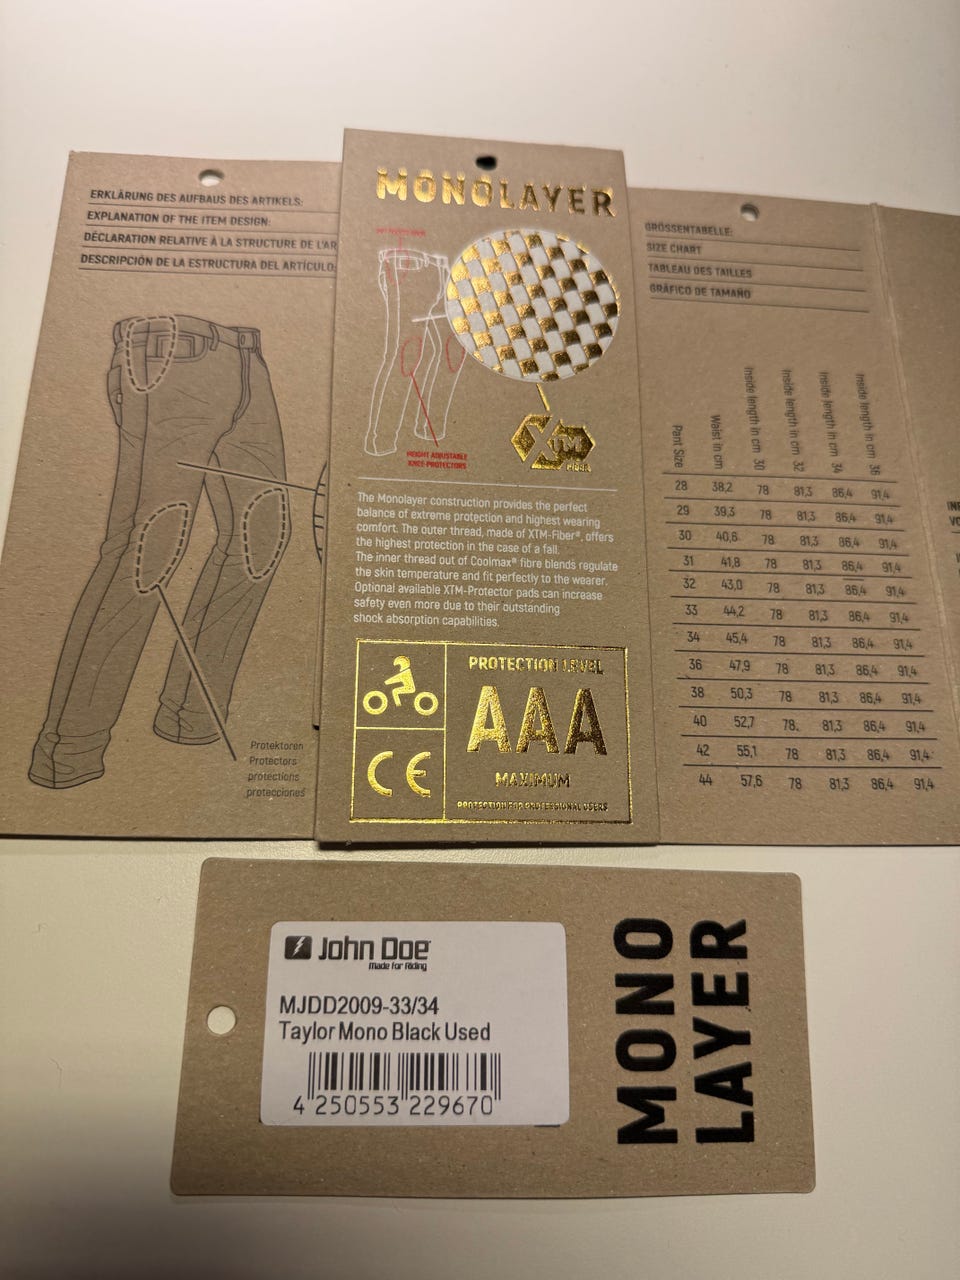 ERKLÄRUNG DES AUFBAUS DES ARTIKELS:
EXPLANATION OF THE ITEM DESIGN:
DÉCLARATION RELATIVE À LA STRUCTURE DE L'AR
DESCRIPCIÓN DE LA ESTRUCTURA DEL ARTÍCULO:
Protektoren
Protectors
protections
protecciones
MONOLAYER
XTM
FIBER
HEIGHT ADJUSTABLE
KNEE-PROTECTORS
The Monolayer construction provides the perfect
balance of extreme protection and highest wearing
comfort. The outer thread, made of XTM-Fiber®, offers
the highest protection in the case of a fall.
The inner thread out of Coolmax® fibre blends regulate
the skin temperature and fit perfectly to the wearer.
Optional available XTM-Protector pads can increase
safety even more due to their outstanding
shock absorption capabilities.
PROTECTION LEVEL
AAA
MAXIMUM
PROTECTION FOR PROFESSIONAL USERS
CE
GRÖSSENTABELLE:
SIZE CHART
TABLEAU DES TAILLES
GRÁFICO DE TAMAÑO
Pant Size Waist in cm Inside length in cm 30 Inside length in cm 32 Inside length in cm 34 Inside length in cm 36
28 38,2 78 81,3 86,4 91,4
29 39,3 78 81,3 86,4 91,4
30 40,6 78 81,3 86,4 91,4
31 41,8 78 81,3 86,4 91,4
32 43,0 78 81,3 86,4 91,4
33 44,2 78 81,3 86,4 91,4
34 45,4 78 81,3 86,4 91,4
36 47,9 78 81,3 86,4 91,4
38 50,3 78 81,3 86,4 91,4
40 52,7 78 81,3 86,4 91,4
42 55,1 78 81,3 86,4 91,4
44 57,6 78 81,3 86,4 91,4
John Doe
Made for Riding
MJDD2009-33/34
Taylor Mono Black Used
4 250553 229670
MONO
LAYER